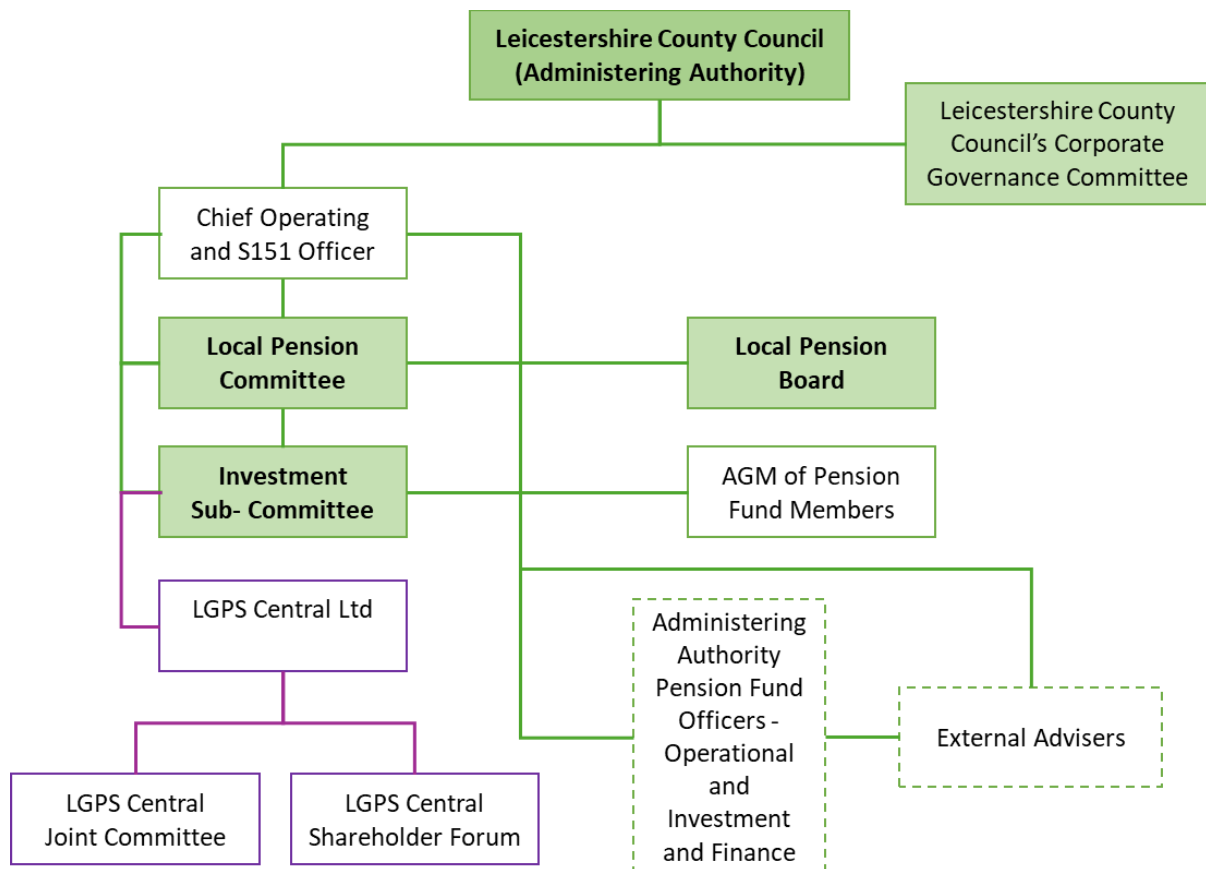 Leicestershire County Council
(Administering Authority)
Leicestershire County
Council’s Corporate
Governance Committee
Chief Operating
and S151 Officer
Local Pension
Committee
Local Pension
Board
Investment
Sub- Committee
AGM of Pension
Fund Members
LGPS Central Ltd
Administering
Authority
Pension Fund
Officers -
Operational
and
Investment
and Finance
External Advisers
LGPS Central
Joint Committee
LGPS Central
Shareholder Forum